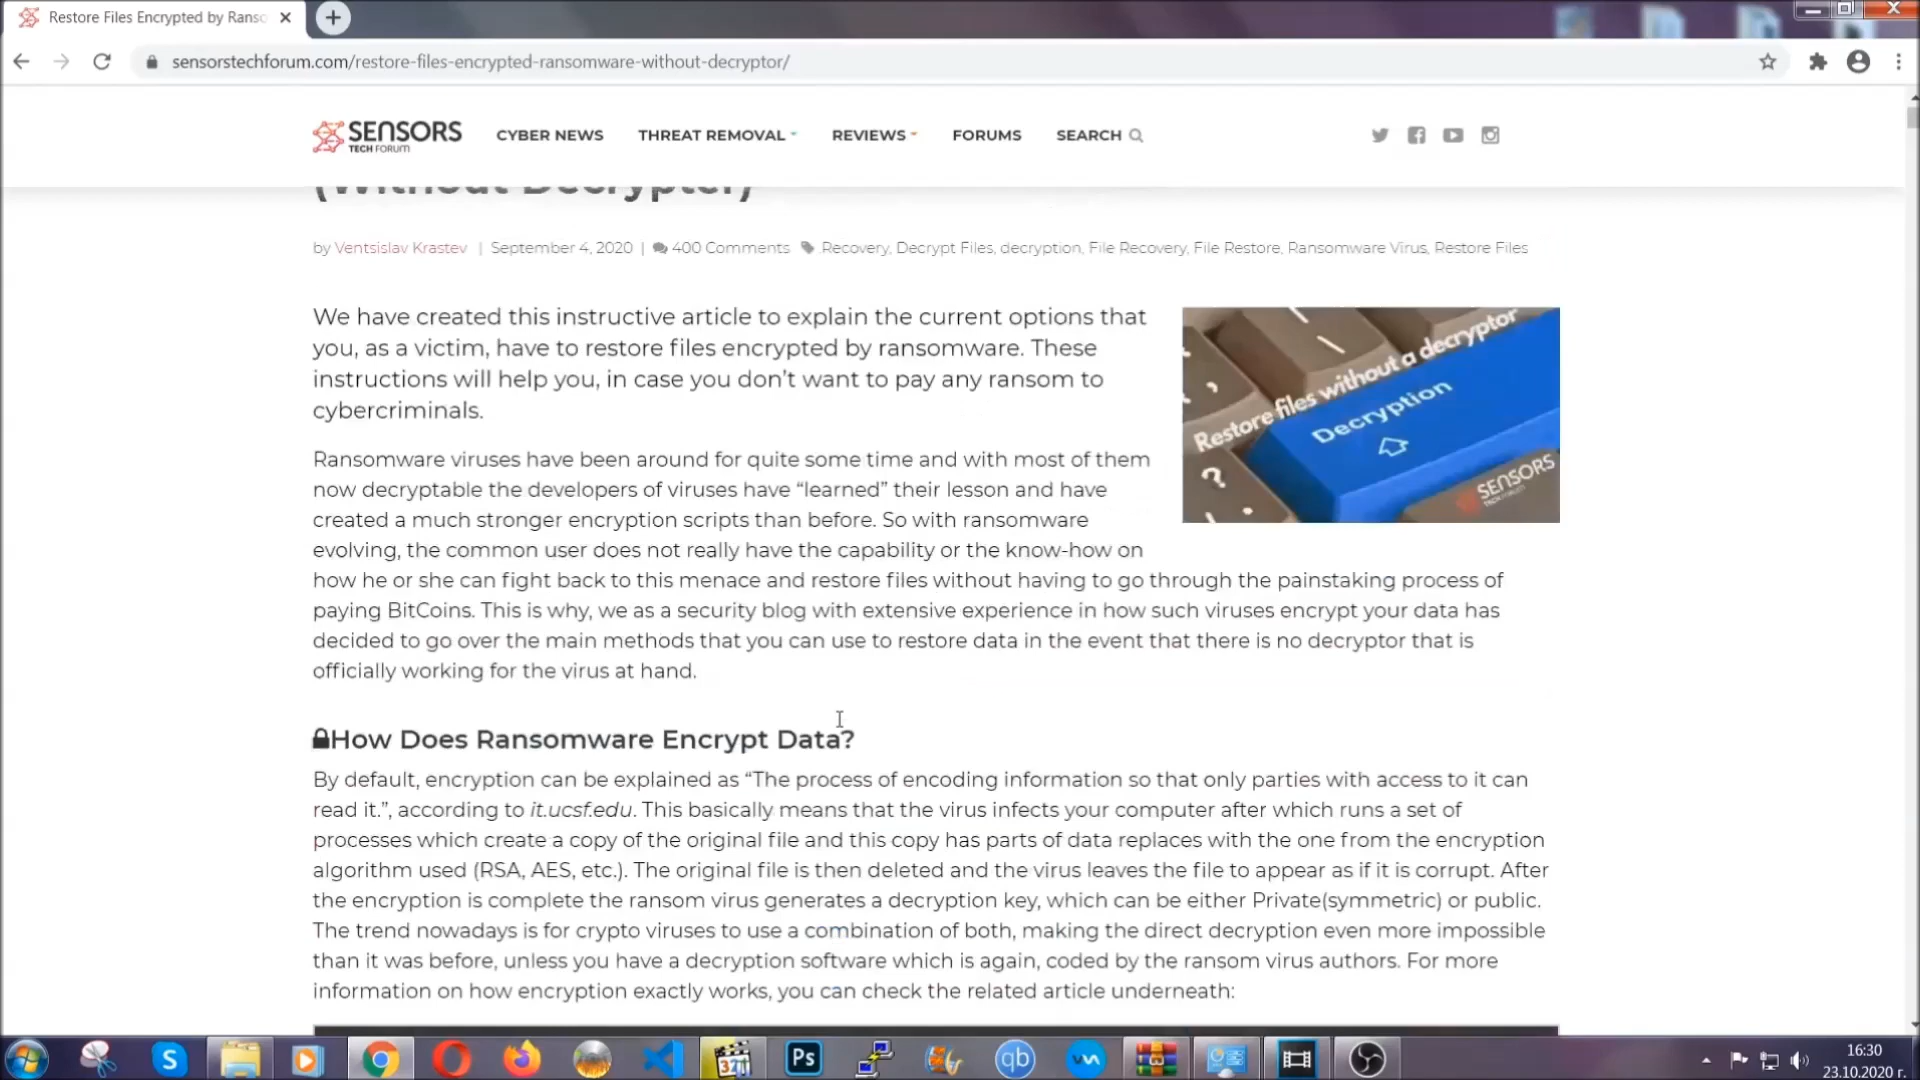 Restore Files Encrypted by Ranso
sensorstechforum.com/restore-files-encrypted-ransomware-without-decryptor/
SENSORS
TECH FORUM
CYBER NEWS THREAT REMOVAL REVIEWS FORUMS SEARCH
(Without Decrypter)
by Ventsislav Krastev | September 4, 2020 | 400 Comments Recovery, Decrypt Files, decryption, File Recovery, File Restore, Ransomware Virus, Restore Files
We have created this instructive article to explain the current options that
you, as a victim, have to restore files encrypted by ransomware. These
instructions will help you, in case you don’t want to pay any ransom to
cybercriminals.
Restore files without a decryptor
Decryption
?
SENSORS
TECH FORUM
Ransomware viruses have been around for quite some time and with most of them
now decryptable the developers of viruses have “learned” their lesson and have
created a much stronger encryption scripts than before. So with ransomware
evolving, the common user does not really have the capability or the know-how on
how he or she can fight back to this menace and restore files without having to go through the painstaking process of
paying BitCoins. This is why, we as a security blog with extensive experience in how such viruses encrypt your data has
decided to go over the main methods that you can use to restore data in the event that there is no decryptor that is
officially working for the virus at hand.
How Does Ransomware Encrypt Data?
By default, encryption can be explained as “The process of encoding information so that only parties with access to it can
read it.”, according to it.ucsf.edu. This basically means that the virus infects your computer after which runs a set of
processes which create a copy of the original file and this copy has parts of data replaces with the one from the encryption
algorithm used (RSA, AES, etc.). The original file is then deleted and the virus leaves the file to appear as if it is corrupt. After
the encryption is complete the ransom virus generates a decryption key, which can be either Private(symmetric) or public.
The trend nowadays is for crypto viruses to use a combination of both, making the direct decryption even more impossible
than it was before, unless you have a decryption software which is again, coded by the ransom virus authors. For more
information on how encryption exactly works, you can check the related article underneath:
S
321
Ps
qb
16:30
23.10.2020 г.